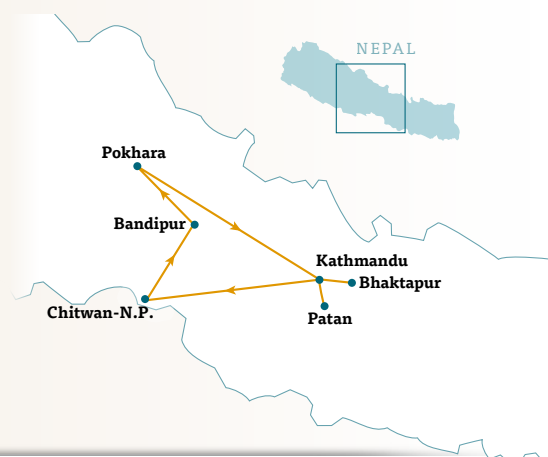 NEPAL
Pokhara
Bandipur
Kathmandu
Bhaktapur
Chitwan-N.P.
Patan